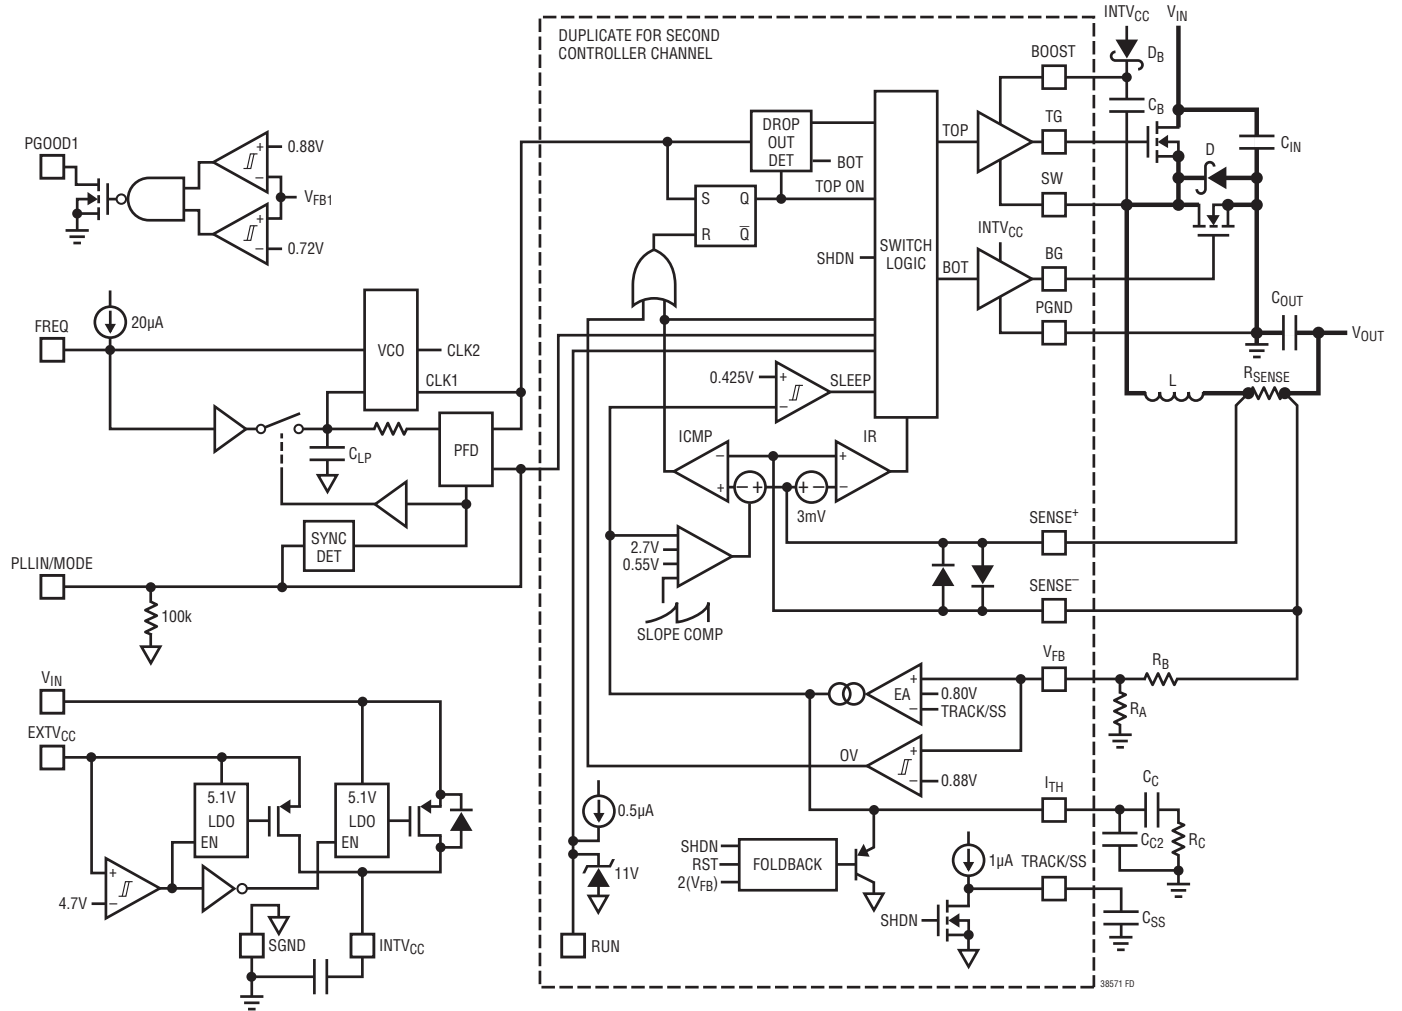 DUPLICATE FOR SECOND
CONTROLLER CHANNEL
INTVCC
VIN
BOOST
DB
CB
DROP
OUT
DET
BOT
TOP ON
TOP
TG
CIN
D
SW
PGOOD1
0.88V
VFB1
0.72V
S
Q
R
Q̅
SHDN
SWITCH
LOGIC
INTVCC
BOT
BG
PGND
COUT
VOUT
20µA
FREQ
VCO
CLK2
CLK1
0.425V
SLEEP
L
RSENSE
CLP
PFD
ICMP
IR
3mV
SYNC
DET
2.7V
0.55V
SLOPE COMP
SENSE+
SENSE–
PLLIN/MODE
100k
VIN
EXTVCC
5.1V
LDO
EN
5.1V
LDO
EN
4.7V
SGND
INTVCC
VFB
RB
RA
EA
0.80V
TRACK/SS
OV
0.88V
0.5µA
11V
RUN
ITH
CC
CC2
RC
SHDN
RST
2(VFB)
FOLDBACK
1µA
TRACK/SS
SHDN
CSS
38571 FD